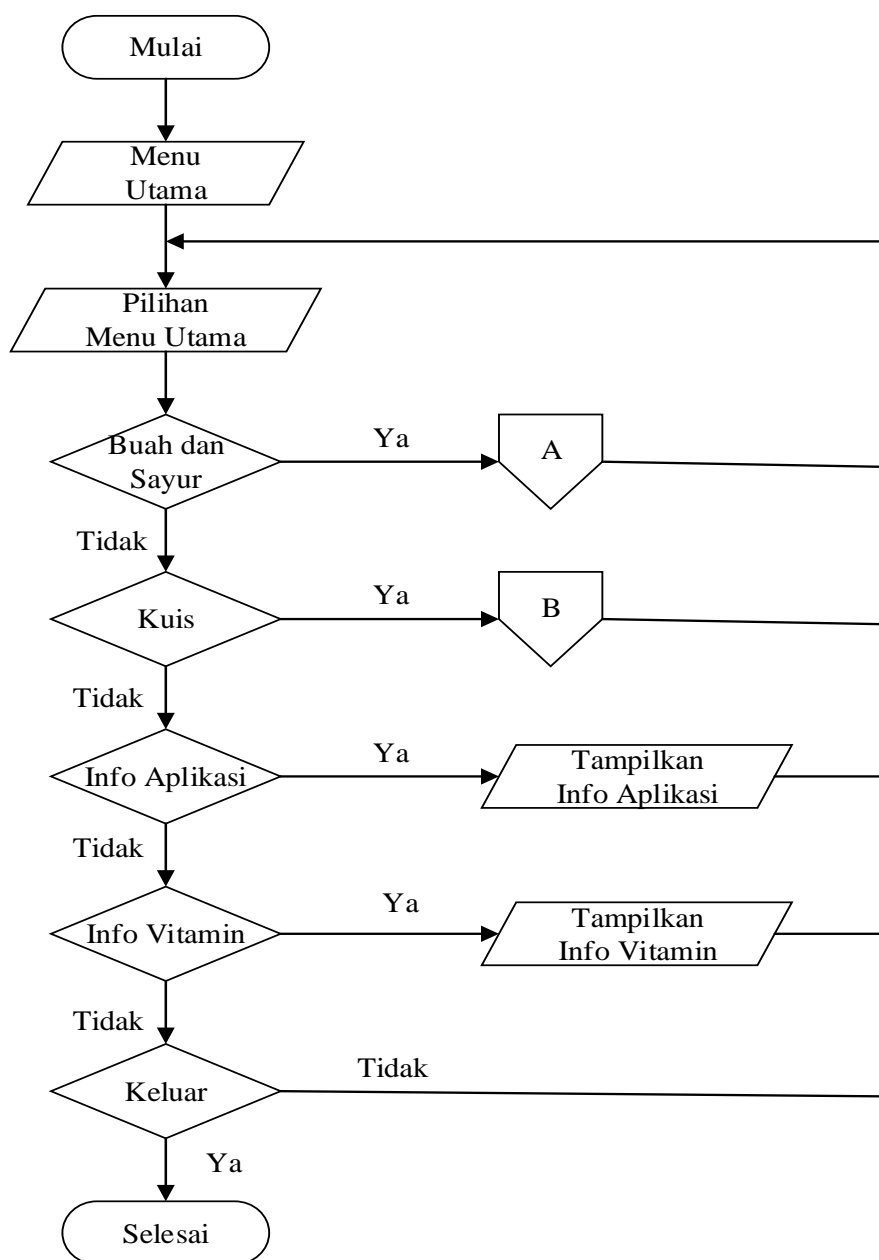 Mulai
Menu
Utama
Pilihan
Menu Utama
Buah dan
Sayur
Ya
A
Tidak
Kuis
Ya
B
Tidak
Info Aplikasi
Ya
Tampilkan
Info Aplikasi
Tidak
Info Vitamin
Ya
Tampilkan
Info Vitamin
Tidak
Keluar
Tidak
Ya
Selesai